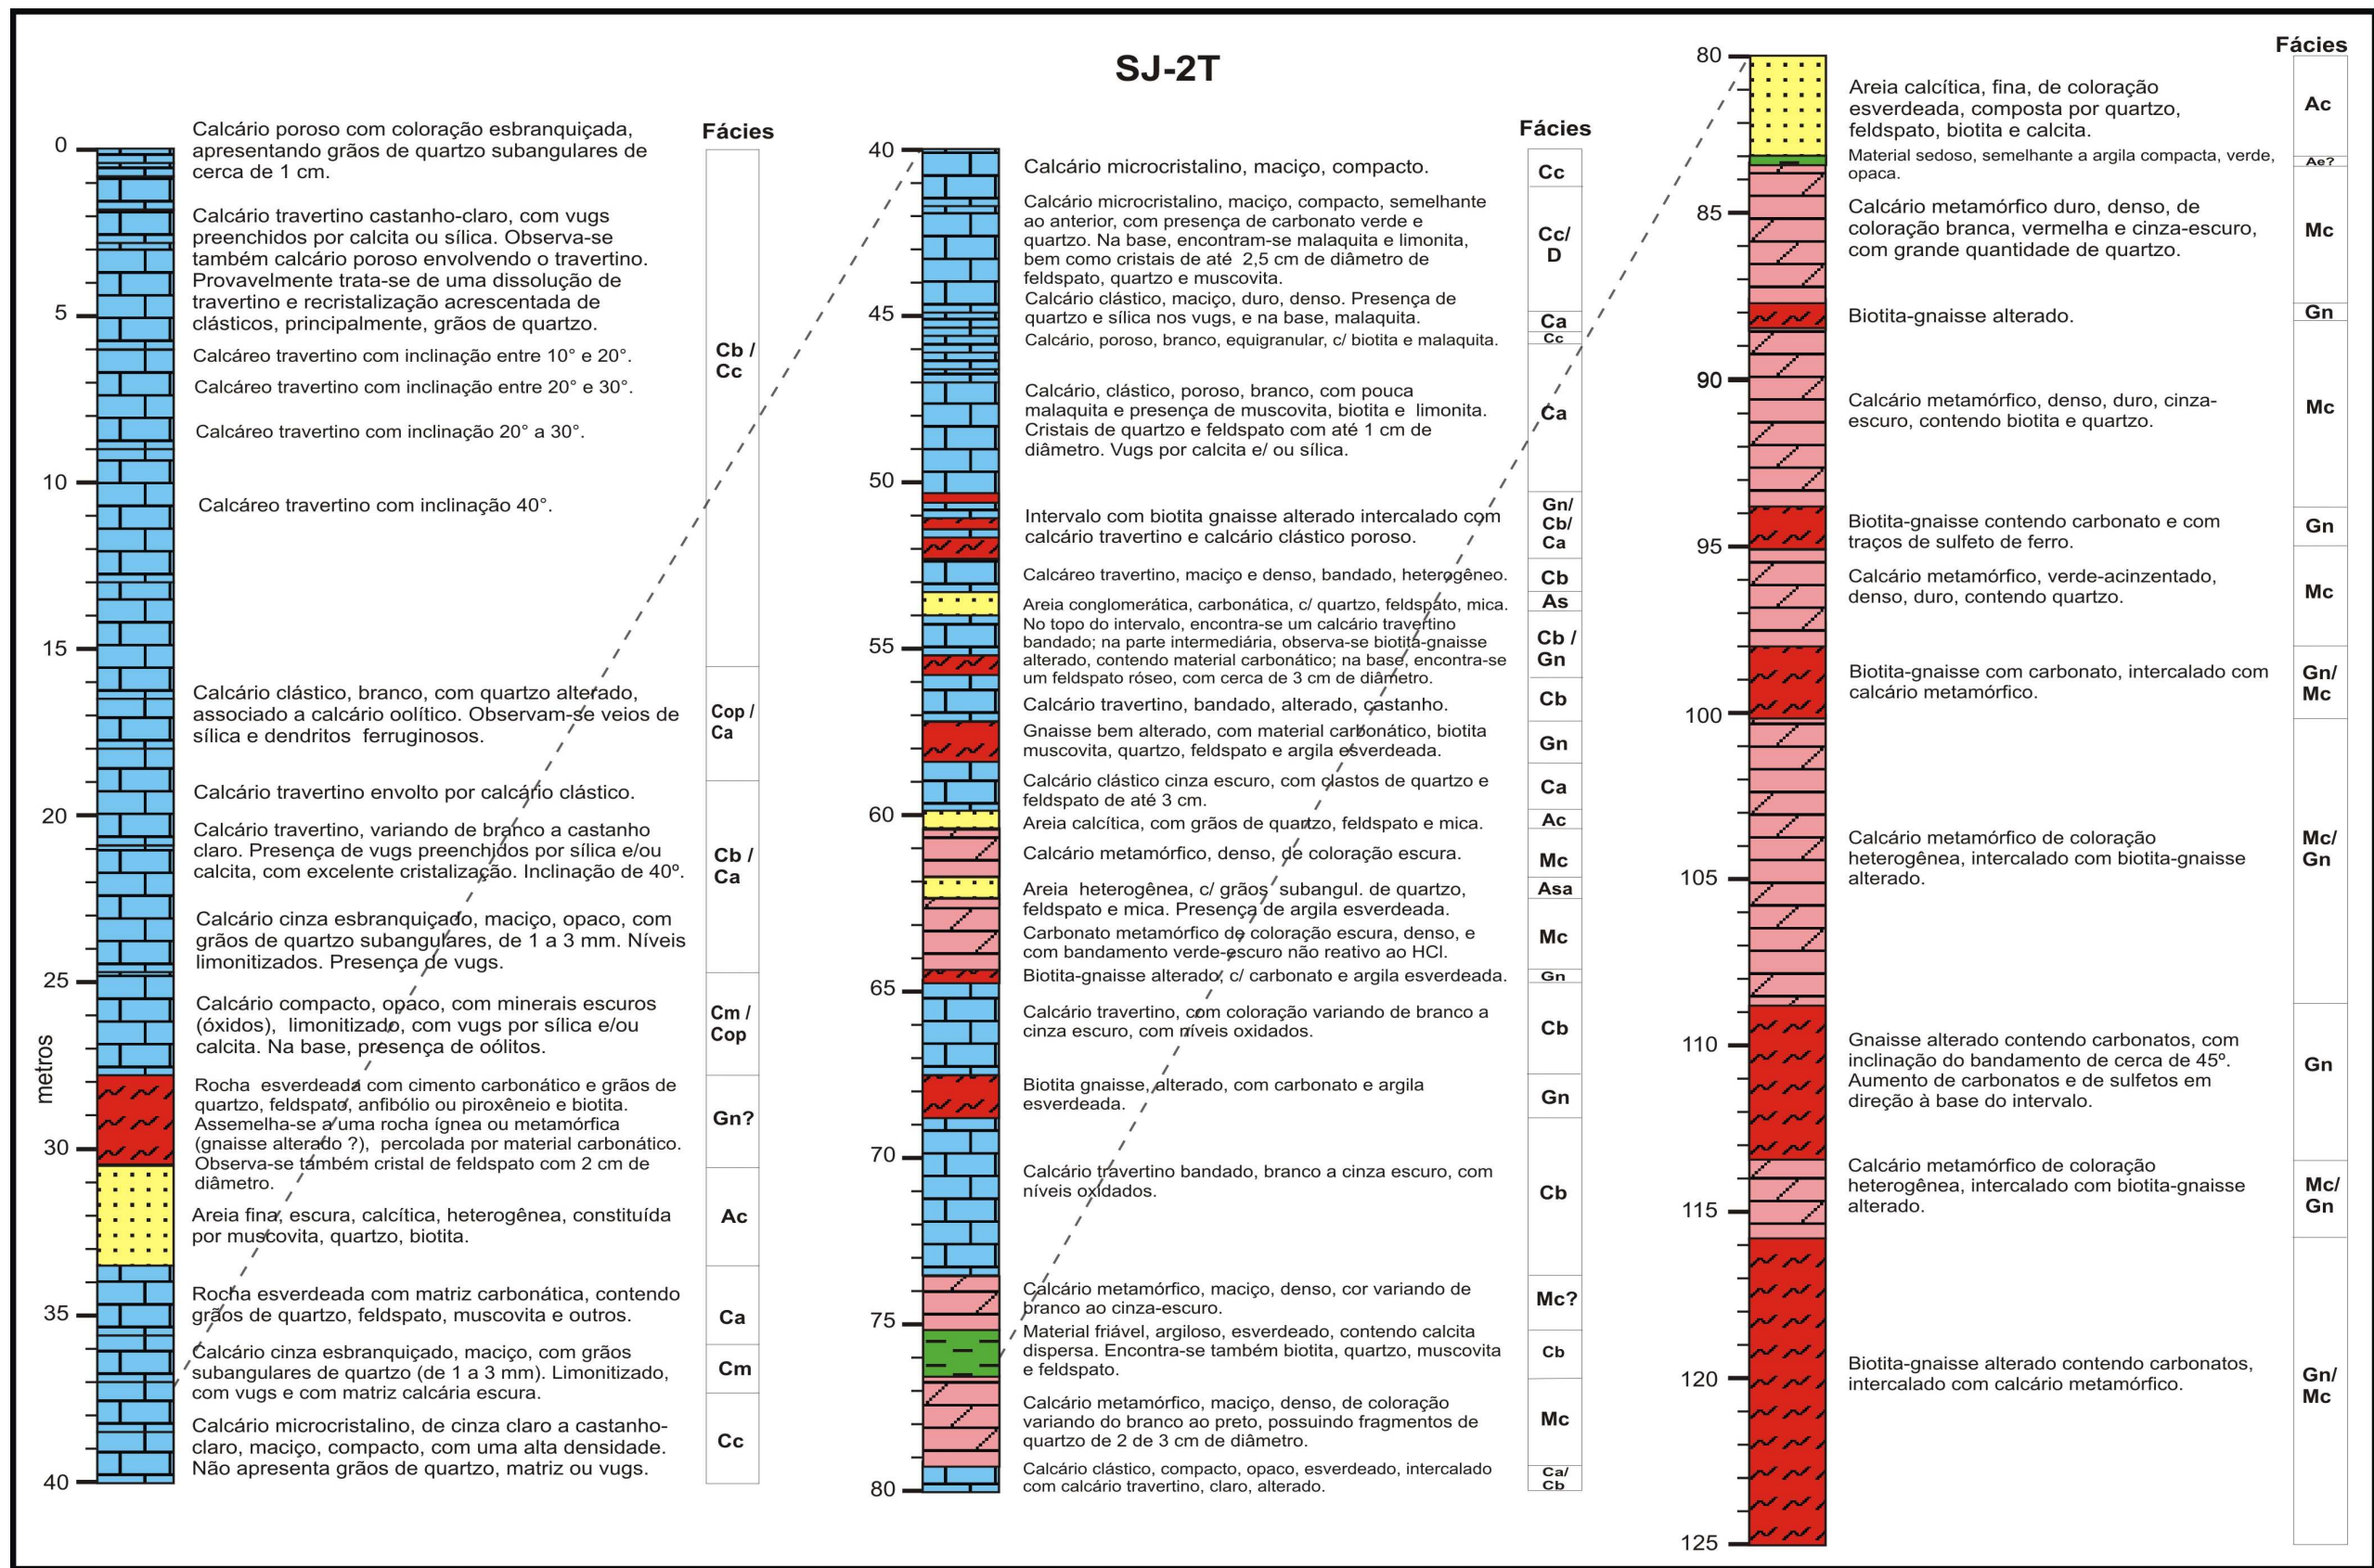 SJ-2T
Fácies
0
5
10
15
20
25
30
35
40
metros
Calcário poroso com coloração esbranquiçada,
apresentando grãos de quartzo subangulares de
cerca de 1 cm.
Calcário travertino castanho-claro, com vugs
preenchidos por calcita ou sílica. Observa-se
também calcário poroso envolvendo o travertino.
Provavelmente trata-se de uma dissolução de
travertino e recristalização acrescentada de
clásticos, principalmente, grãos de quartzo.
Calcáreo travertino com inclinação entre 10° e 20°.
Calcáreo travertino com inclinação entre 20° e 30°.
Calcáreo travertino com inclinação 20° a 30°.
Calcáreo travertino com inclinação 40°.
Cb /
Cc
Calcário clástico, branco, com quartzo alterado,
associado a calcário oolítico. Observam-se veios de
sílica e dendritos ferruginosos.
Cop /
Ca
Calcário travertino envolto por calcário clástico.
Calcário travertino, variando de branco a castanho
claro. Presença de vugs preenchidos por sílica e/ou
calcita, com excelente cristalização. Inclinação de 40º.
Calcário cinza esbranquiçado, maciço, opaco, com
grãos de quartzo subangulares, de 1 a 3 mm. Níveis
limonitizados. Presença de vugs.
Cb /
Ca
Calcário compacto, opaco, com minerais escuros
(óxidos), limonitizado, com vugs por sílica e/ou
calcita. Na base, presença de oólitos.
Cm /
Cop
Rocha esverdeada com cimento carbonático e grãos de
quartzo, feldspato, anfibólio ou piroxêneio e biotita.
Assemelha-se a uma rocha ígnea ou metamórfica
(gnaisse alterado ?), percolada por material carbonático.
Observa-se também cristal de feldspato com 2 cm de
diâmetro.
Gn?
Areia fina, escura, calcítica, heterogênea, constituída
por muscovita, quartzo, biotita.
Ac
Rocha esverdeada com matriz carbonática, contendo
grãos de quartzo, feldspato, muscovita e outros.
Ca
Calcário cinza esbranquiçado, maciço, com grãos
subangulares de quartzo (de 1 a 3 mm). Limonitizado,
com vugs e com matriz calcária escura.
Cm
Calcário microcristalino, de cinza claro a castanho-
claro, maciço, compacto, com uma alta densidade.
Não apresenta grãos de quartzo, matriz ou vugs.
Cc
Fácies
40
45
50
55
60
65
70
75
80
Calcário microcristalino, maciço, compacto.
Cc
Calcário microcristalino, maciço, compacto, semelhante
ao anterior, com presença de carbonato verde e
quartzo. Na base, encontram-se malaquita e limonita,
bem como cristais de até 2,5 cm de diâmetro de
feldspato, quartzo e muscovita.
Cc/
D
Calcário clástico, maciço, duro, denso. Presença de
quartzo e sílica nos vugs, e na base, malaquita.
Ca
Calcário, poroso, branco, equigranular, c/ biotita e malaquita.
Cc
Calcário, clástico, poroso, branco, com pouca
malaquita e presença de muscovita, biotita e limonita.
Cristais de quartzo e feldspato com até 1 cm de
diâmetro. Vugs por calcita e/ ou sílica.
Ca
Intervalo com biotita gnaisse alterado intercalado com
calcário travertino e calcário clástico poroso.
Gn/
Cb/
Ca
Calcáreo travertino, maciço e denso, bandado, heterogêneo.
Cb
Areia conglomerática, carbonática, c/ quartzo, feldspato, mica.
As
No topo do intervalo, encontra-se um calcário travertino
bandado; na parte intermediária, observa-se biotita-gnaisse
alterado, contendo material carbonático; na base, encontra-se
um feldspato róseo, com cerca de 3 cm de diâmetro.
Cb /
Gn
Calcário travertino, bandado, alterado, castanho.
Cb
Gnaisse bem alterado, com material carbonático, biotita
muscovita, quartzo, feldspato e argila esverdeada.
Gn
Calcário clástico cinza escuro, com clastos de quartzo e
feldspato de até 3 cm.
Ca
Areia calcítica, com grãos de quartzo, feldspato e mica.
Ac
Calcário metamórfico, denso, de coloração escura.
Mc
Areia heterogênea, c/ grãos subangul. de quartzo,
feldspato e mica. Presença de argila esverdeada.
Asa
Carbonato metamórfico de coloração escura, denso, e
com bandamento verde-escuro não reativo ao HCl.
Mc
Biotita-gnaisse alterado, c/ carbonato e argila esverdeada.
Gn
Calcário travertino, com coloração variando de branco a
cinza escuro, com níveis oxidados.
Cb
Biotita gnaisse, alterado, com carbonato e argila
esverdeada.
Gn
Calcário travertino bandado, branco a cinza escuro, com
níveis oxidados.
Cb
Calcário metamórfico, maciço, denso, cor variando de
branco ao cinza-escuro.
Mc?
Material friável, argiloso, esverdeado, contendo calcita
dispersa. Encontra-se também biotita, quartzo, muscovita
e feldspato.
Cb
Calcário metamórfico, maciço, denso, de coloração
variando do branco ao preto, possuindo fragmentos de
quartzo de 2 de 3 cm de diâmetro.
Mc
Calcário clástico, compacto, opaco, esverdeado, intercalado
com calcário travertino, claro, alterado.
Ca/
Cb
Fácies
80
85
90
95
100
105
110
115
120
125
Areia calcítica, fina, de coloração
esverdeada, composta por quartzo,
feldspato, biotita e calcita.
Ac
Material sedoso, semelhante a argila compacta, verde,
opaca.
Ae?
Calcário metamórfico duro, denso, de
coloração branca, vermelha e cinza-escuro,
com grande quantidade de quartzo.
Mc
Biotita-gnaisse alterado.
Gn
Calcário metamórfico, denso, duro, cinza-
escuro, contendo biotita e quartzo.
Mc
Biotita-gnaisse contendo carbonato e com
traços de sulfeto de ferro.
Gn
Calcário metamórfico, verde-acinzentado,
denso, duro, contendo quartzo.
Mc
Biotita-gnaisse com carbonato, intercalado com
calcário metamórfico.
Gn/
Mc
Calcário metamórfico de coloração
heterogênea, intercalado com biotita-gnaisse
alterado.
Mc/
Gn
Gnaisse alterado contendo carbonatos, com
inclinação do bandamento de cerca de 45º.
Aumento de carbonatos e de sulfetos em
direção à base do intervalo.
Gn
Calcário metamórfico de coloração
heterogênea, intercalado com biotita-gnaisse
alterado.
Mc/
Gn
Biotita-gnaisse alterado contendo carbonatos,
intercalado com calcário metamórfico.
Gn/
Mc